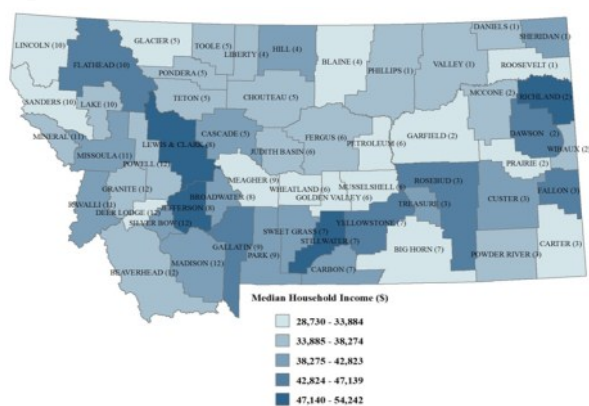 DANIELS (1)
SHERIDAN (1)
LINCOLN (10)
GLACIER (5)
TOOLE (5)
LIBERTY (4)
HILL (4)
BLAINE (4)
PHILLIPS (1)
VALLEY (1)
ROOSEVELT (1)
FLATHEAD (10)
PONDERA (5)
TETON (5)
CHOUTEAU (5)
MCCONE (2)
RICHLAND (2)
SANDERS (10)
LAKE (10)
CASCADE (5)
FERGUS (6)
PETROLEUM (6)
GARFIELD (2)
DAWSON (2)
MINERAL (11)
LEWIS & CLARK (8)
JUDITH BASIN (6)
WIBAUX (2)
MISSOULA (11)
POWELL (12)
PRAIRIE (2)
MEAGHER (9)
WHEATLAND (6)
MUSSELSHELL (6)
GOLDEN VALLEY (6)
ROSEBUD (3)
FALLON (3)
GRANITE (12)
BROADWATER (8)
TREASURE (3)
CUSTER (3)
RAVALLI (11)
DEER LODGE (12)
JEFFERSON (8)
SILVER BOW (12)
SWEET GRASS (7)
YELLOWSTONE (7)
STILLWATER (7)
GALLATIN (9)
PARK (9)
BIG HORN (7)
CARTER (3)
BEAVERHEAD (12)
MADISON (12)
CARBON (7)
POWDER RIVER (3)
Median Household Income ($)
28,730 - 33,884
33,885 - 38,274
38,275 - 42,823
42,824 - 47,139
47,140 - 54,242